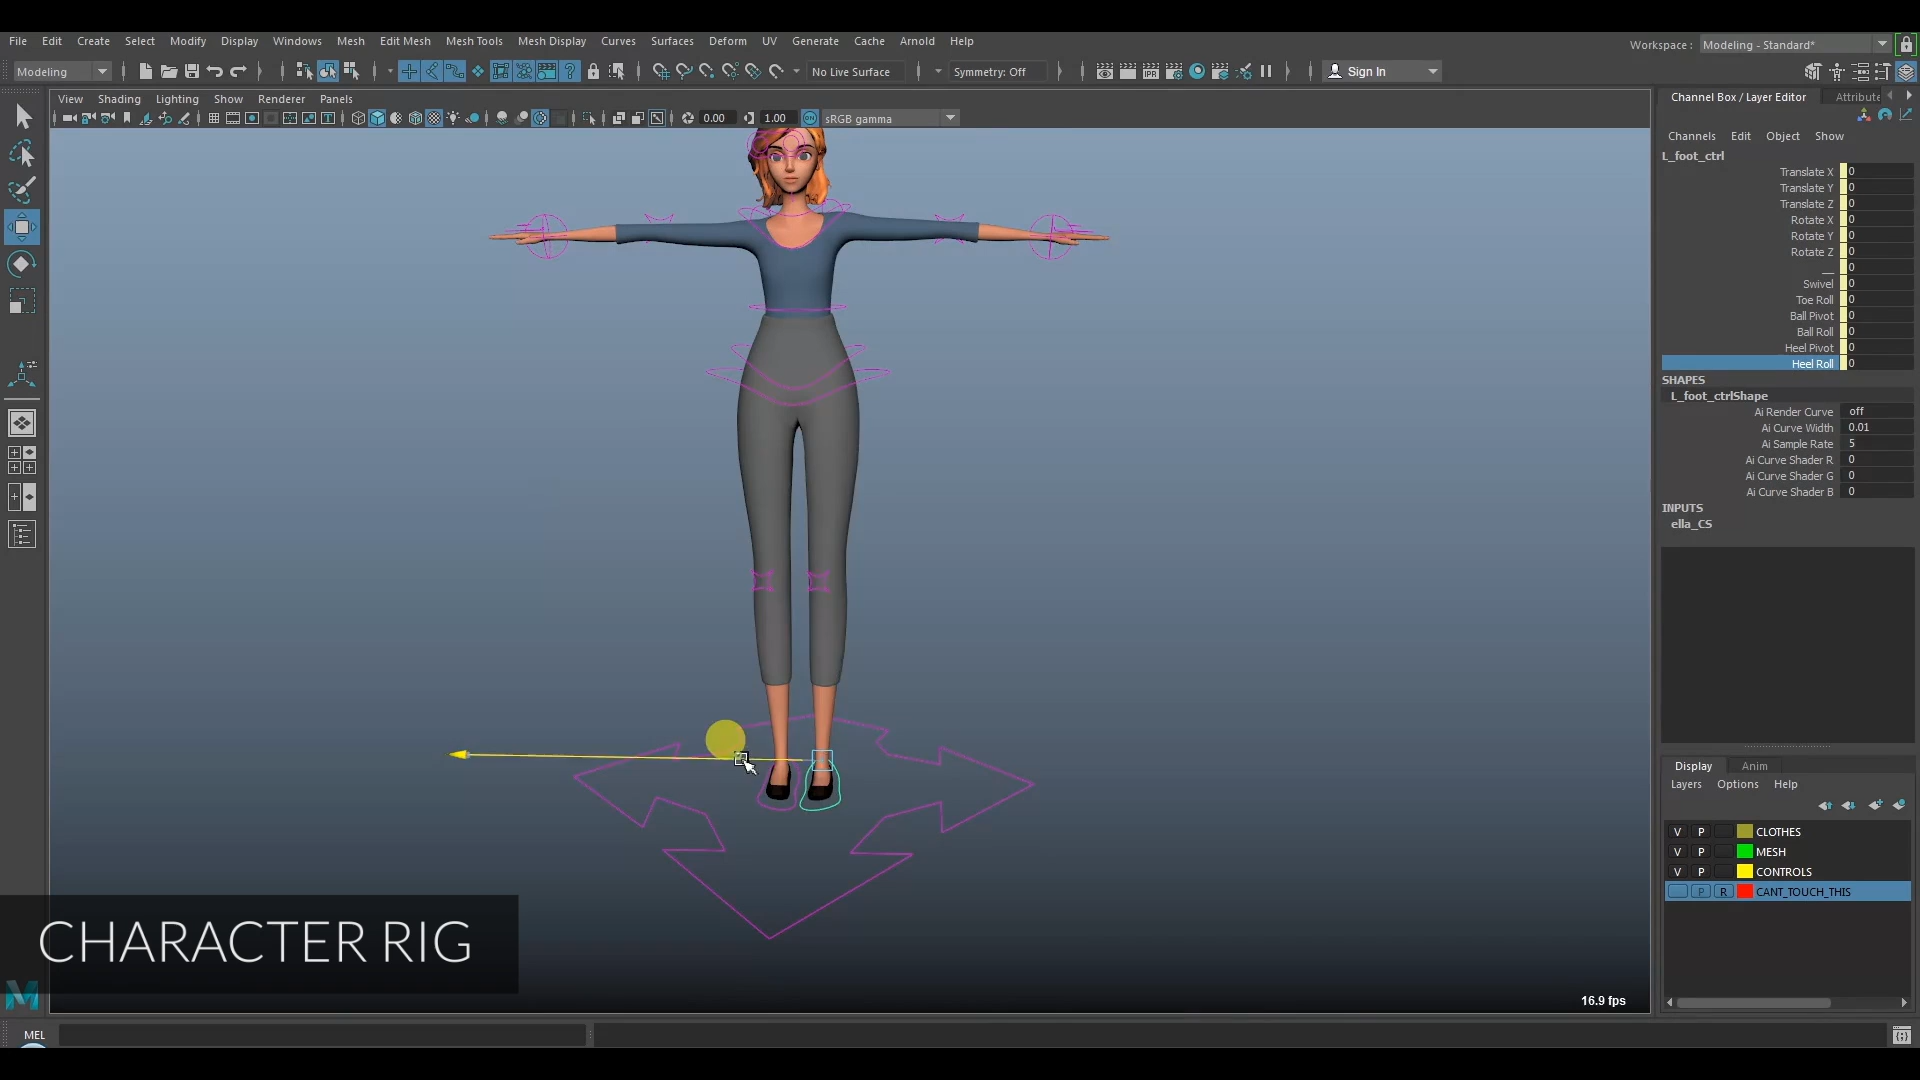 File Edit Create Select Modify Display Windows Mesh Edit Mesh Mesh Tools Mesh Display Curves Surfaces Deform UV Generate Cache Arnold Help
Workspace : Modeling - Standard*
Modeling No Live Surface Symmetry: Off IPR Sign In
View Shading Lighting Show Renderer Panels
0.00 1.00 ON sRGB gamma
Channel Box / Layer Editor Attribute
Channels Edit Object Show
L_foot_ctrl
Translate X 0
Translate Y 0
Translate Z 0
Rotate X 0
Rotate Y 0
Rotate Z 0
__ 0
Swivel 0
Toe Roll 0
Ball Pivot 0
Ball Roll 0
Heel Pivot 0
Heel Roll 0
SHAPES
L_foot_ctrlShape
Ai Render Curve off
Ai Curve Width 0.01
Ai Sample Rate 5
Ai Curve Shader R 0
Ai Curve Shader G 0
Ai Curve Shader B 0
INPUTS
ella_CS
Display Anim
Layers Options Help
V P CLOTHES
V P MESH
V P CONTROLS
P R CANT_TOUCH_THIS
CHARACTER RIG
16.9 fps
M
MEL